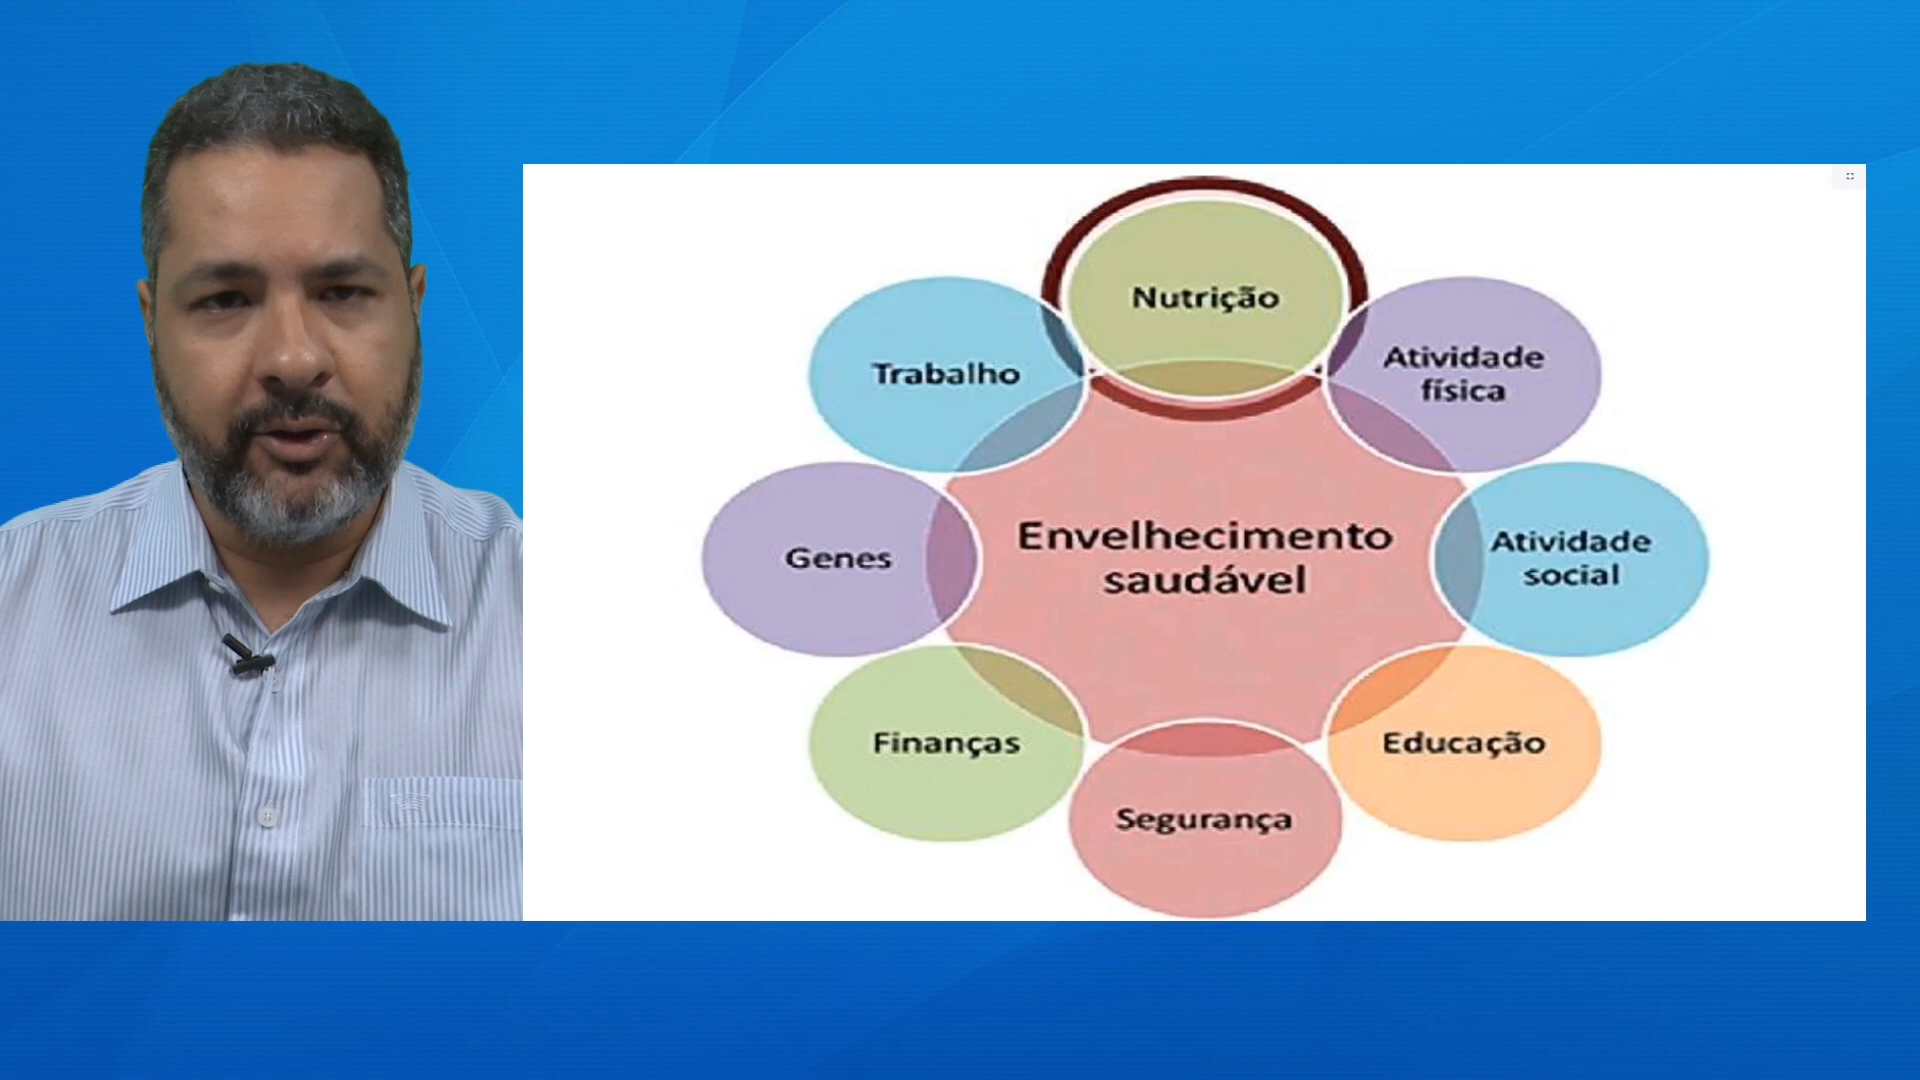 Nutrição
Trabalho
Atividade
física
Genes
Envelhecimento
saudável
Atividade
social
Finanças
Educação
Segurança